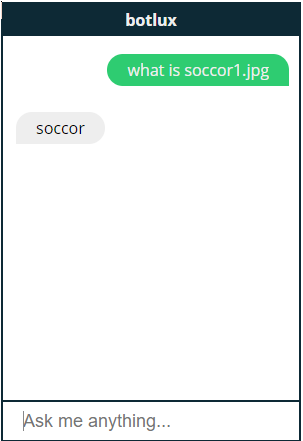 botlux
what is soccor1.jpg
soccor
Ask me anything...